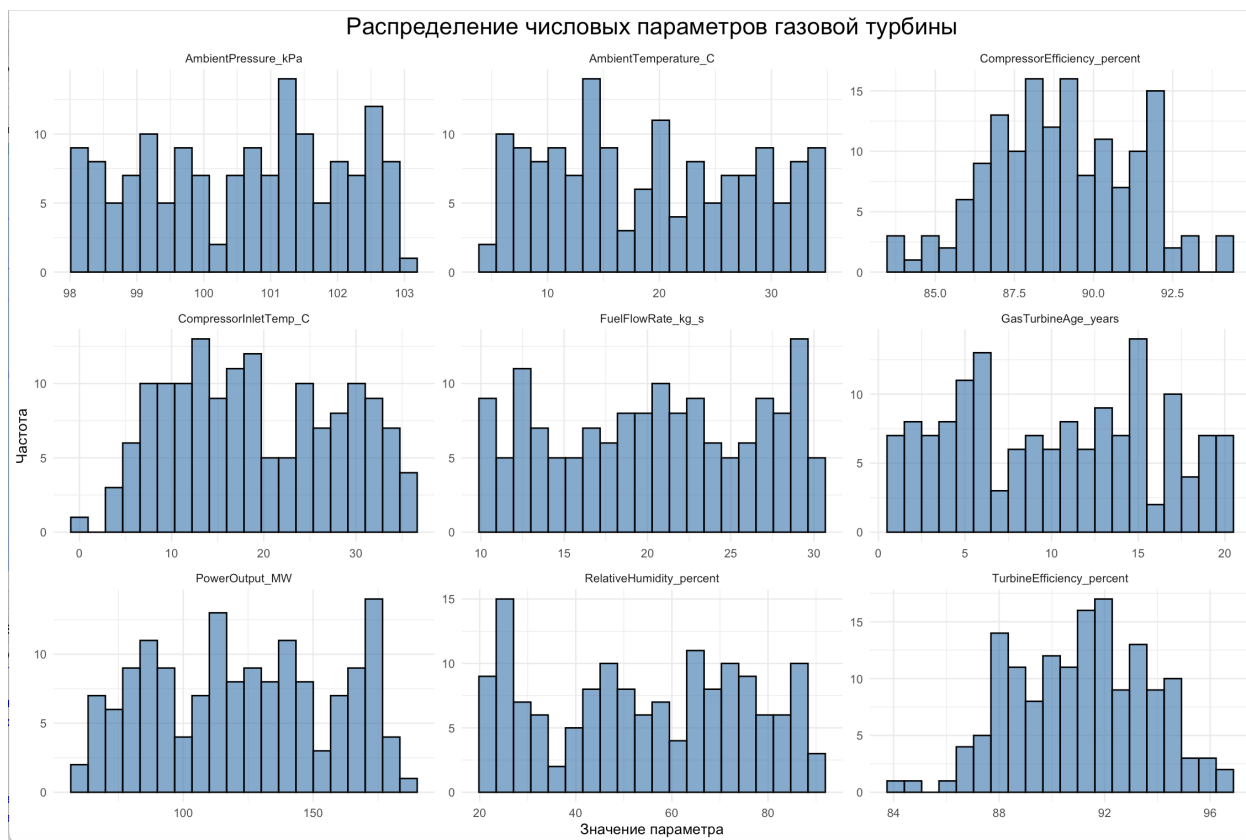 Распределение числовых параметров газовой турбины
AmbientPressure_kPa
AmbientTemperature_C
CompressorEfficiency_percent
10
5
0
98 99 100 101 102 103
10
5
0
10 20 30
15
10
5
0
85.0 87.5 90.0 92.5
CompressorInletTemp_C
FuelFlowRate_kg_s
GasTurbineAge_years
Частота
10
5
0
0 10 20 30
10
5
0
10 15 20 25 30
10
5
0
0 5 10 15 20
PowerOutput_MW
RelativeHumidity_percent
TurbineEfficiency_percent
10
5
0
100 150
15
10
5
0
20 40 60 80
15
10
5
0
84 88 92 96
Значение параметра